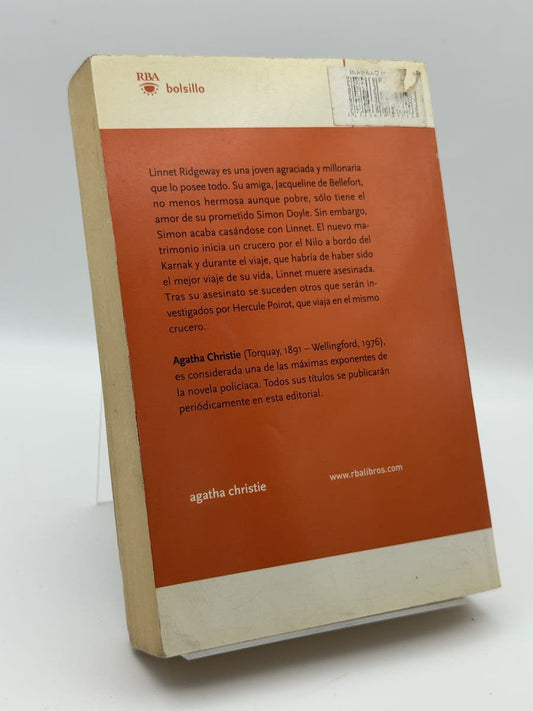 RBA
bolsillo
BOLSILLO
Linnet Ridgeway es una joven agraciada y millonaria
que lo posee todo. Su amiga, Jacqueline de Bellefort,
no menos hermosa aunque pobre, sólo tiene el
amor de su prometido Simon Doyle. Sin embargo,
Simon acaba casándose con Linnet. El nuevo ma-
trimonio inicia un crucero por el Nilo a bordo del
Karnak y durante el viaje, que habría de haber sido
el mejor viaje de su vida, Linnet muere asesinada.
Tras su asesinato se suceden otros que serán in-
vestigados por Hercule Poirot, que viaja en el mismo
crucero.
Agatha Christie (Torquay, 1891 – Wellingford, 1976),
es considerada una de las máximas exponentes de
la novela policíaca. Todos sus títulos se publicarán
periódicamente en esta editorial.
agatha christie
www.rbalibros.com